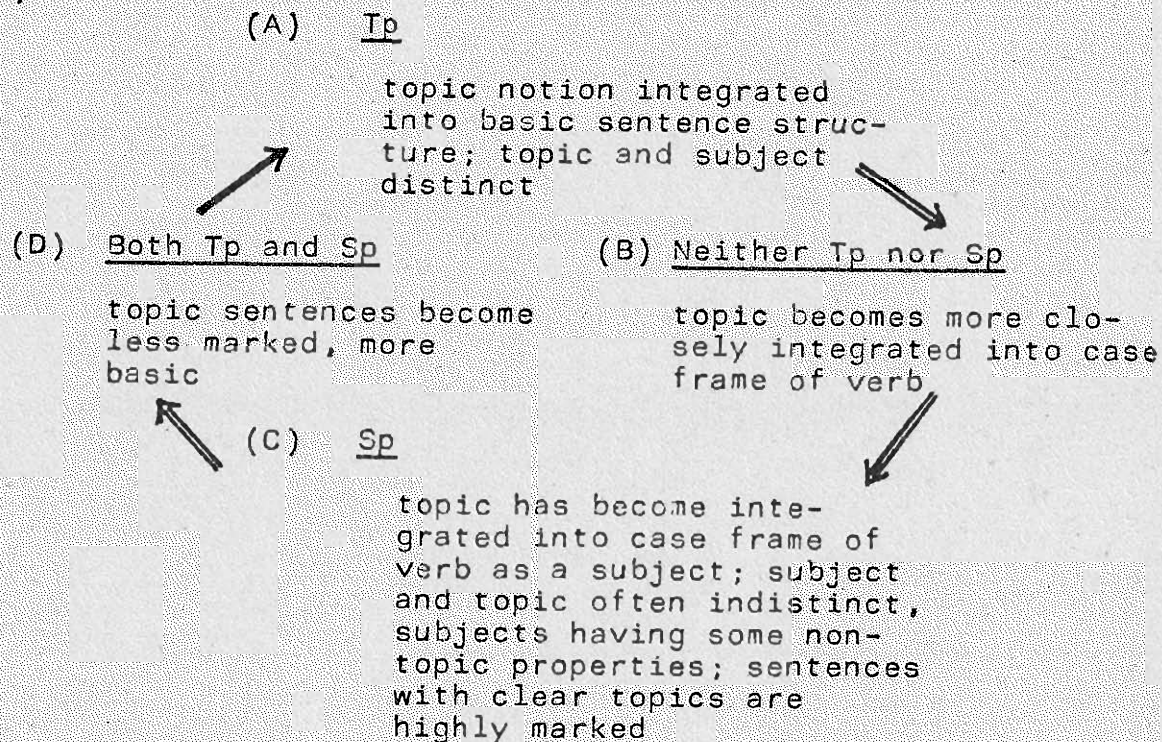 (A) Tp
topic notion integrated
into basic sentence struc-
ture; topic and subject
distinct
(D) Both Tp and Sp
topic sentences become
less marked, more
basic
(B) Neither Tp nor Sp
topic becomes more clo-
sely integrated into case
frame of verb
(C) Sp
topic has become inte-
grated into case frame of
verb as a subject; subject
and topic often indistinct,
subjects having some non-
topic properties; sentences
with clear topics are
highly marked